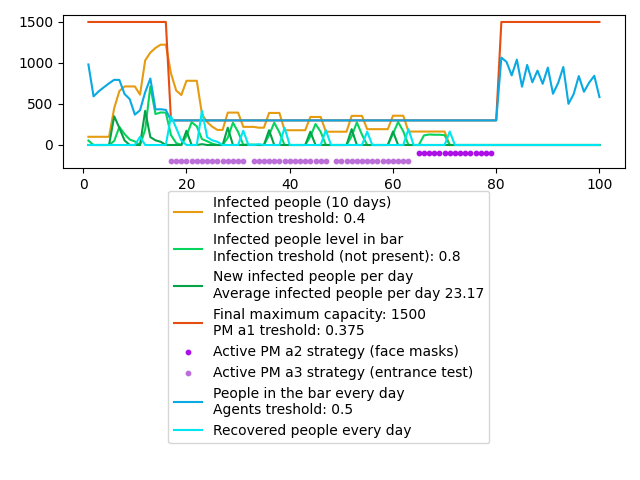 1500
1000
500
0
0
20
40
60
80
100
Infected people (10 days)
Infection treshold: 0.4
Infected people level in bar
Infection treshold (not present): 0.8
New infected people per day
Average infected people per day 23.17
Final maximum capacity: 1500
PM a1 treshold: 0.375
Active PM a2 strategy (face masks)
Active PM a3 strategy (entrance test)
People in the bar every day
Agents treshold: 0.5
Recovered people every day